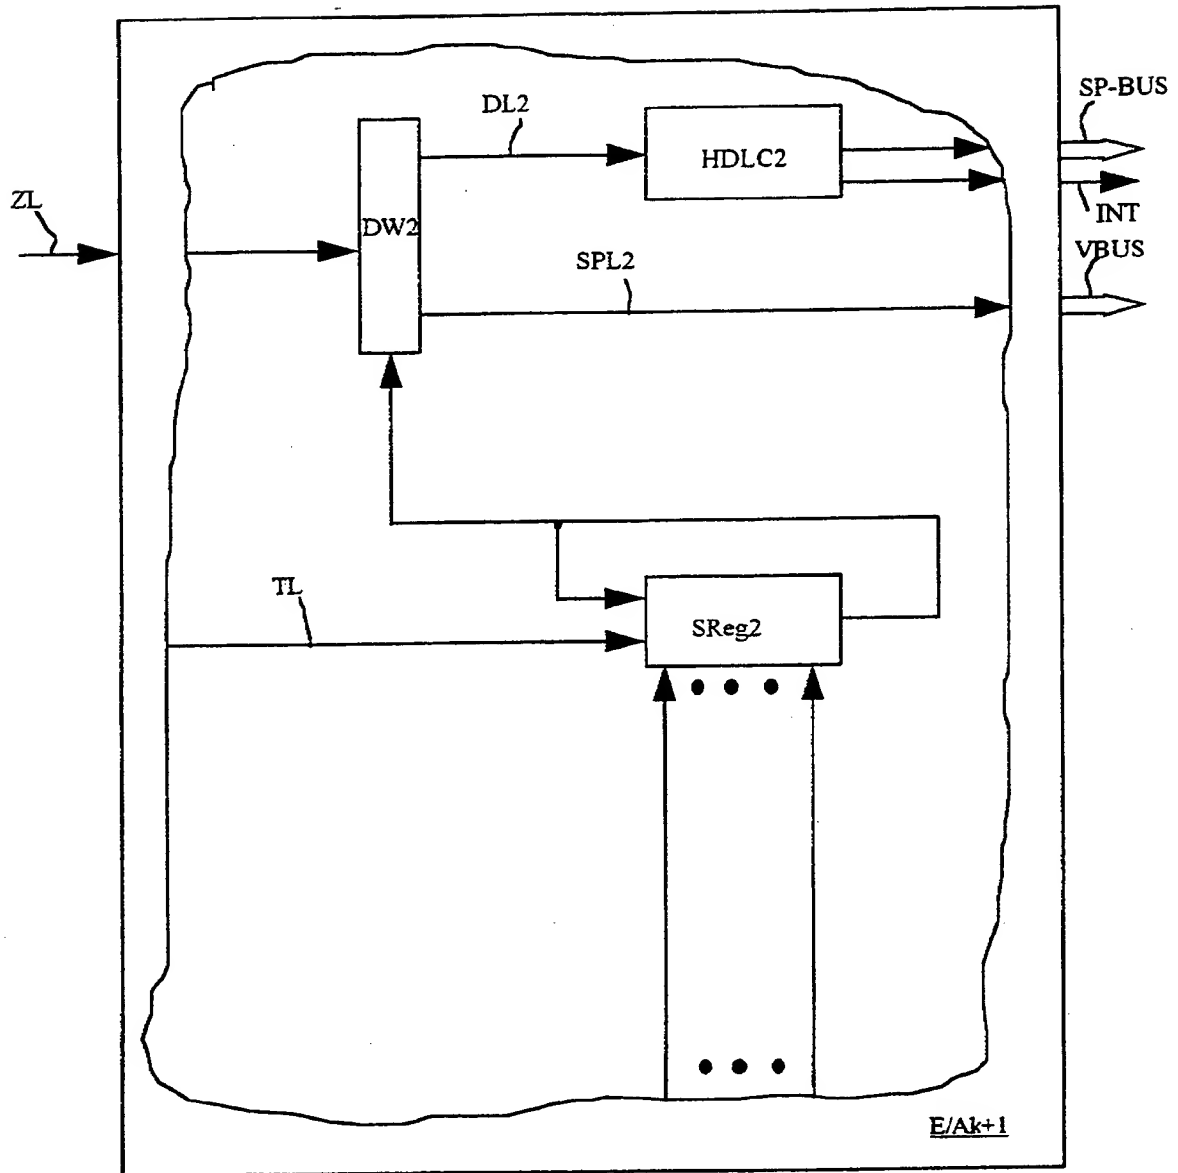 SP-BUS
DL2
HDLC2
ZL
INT
DW2
VBUS
SPL2
TL
SReg2
E/Ak+1